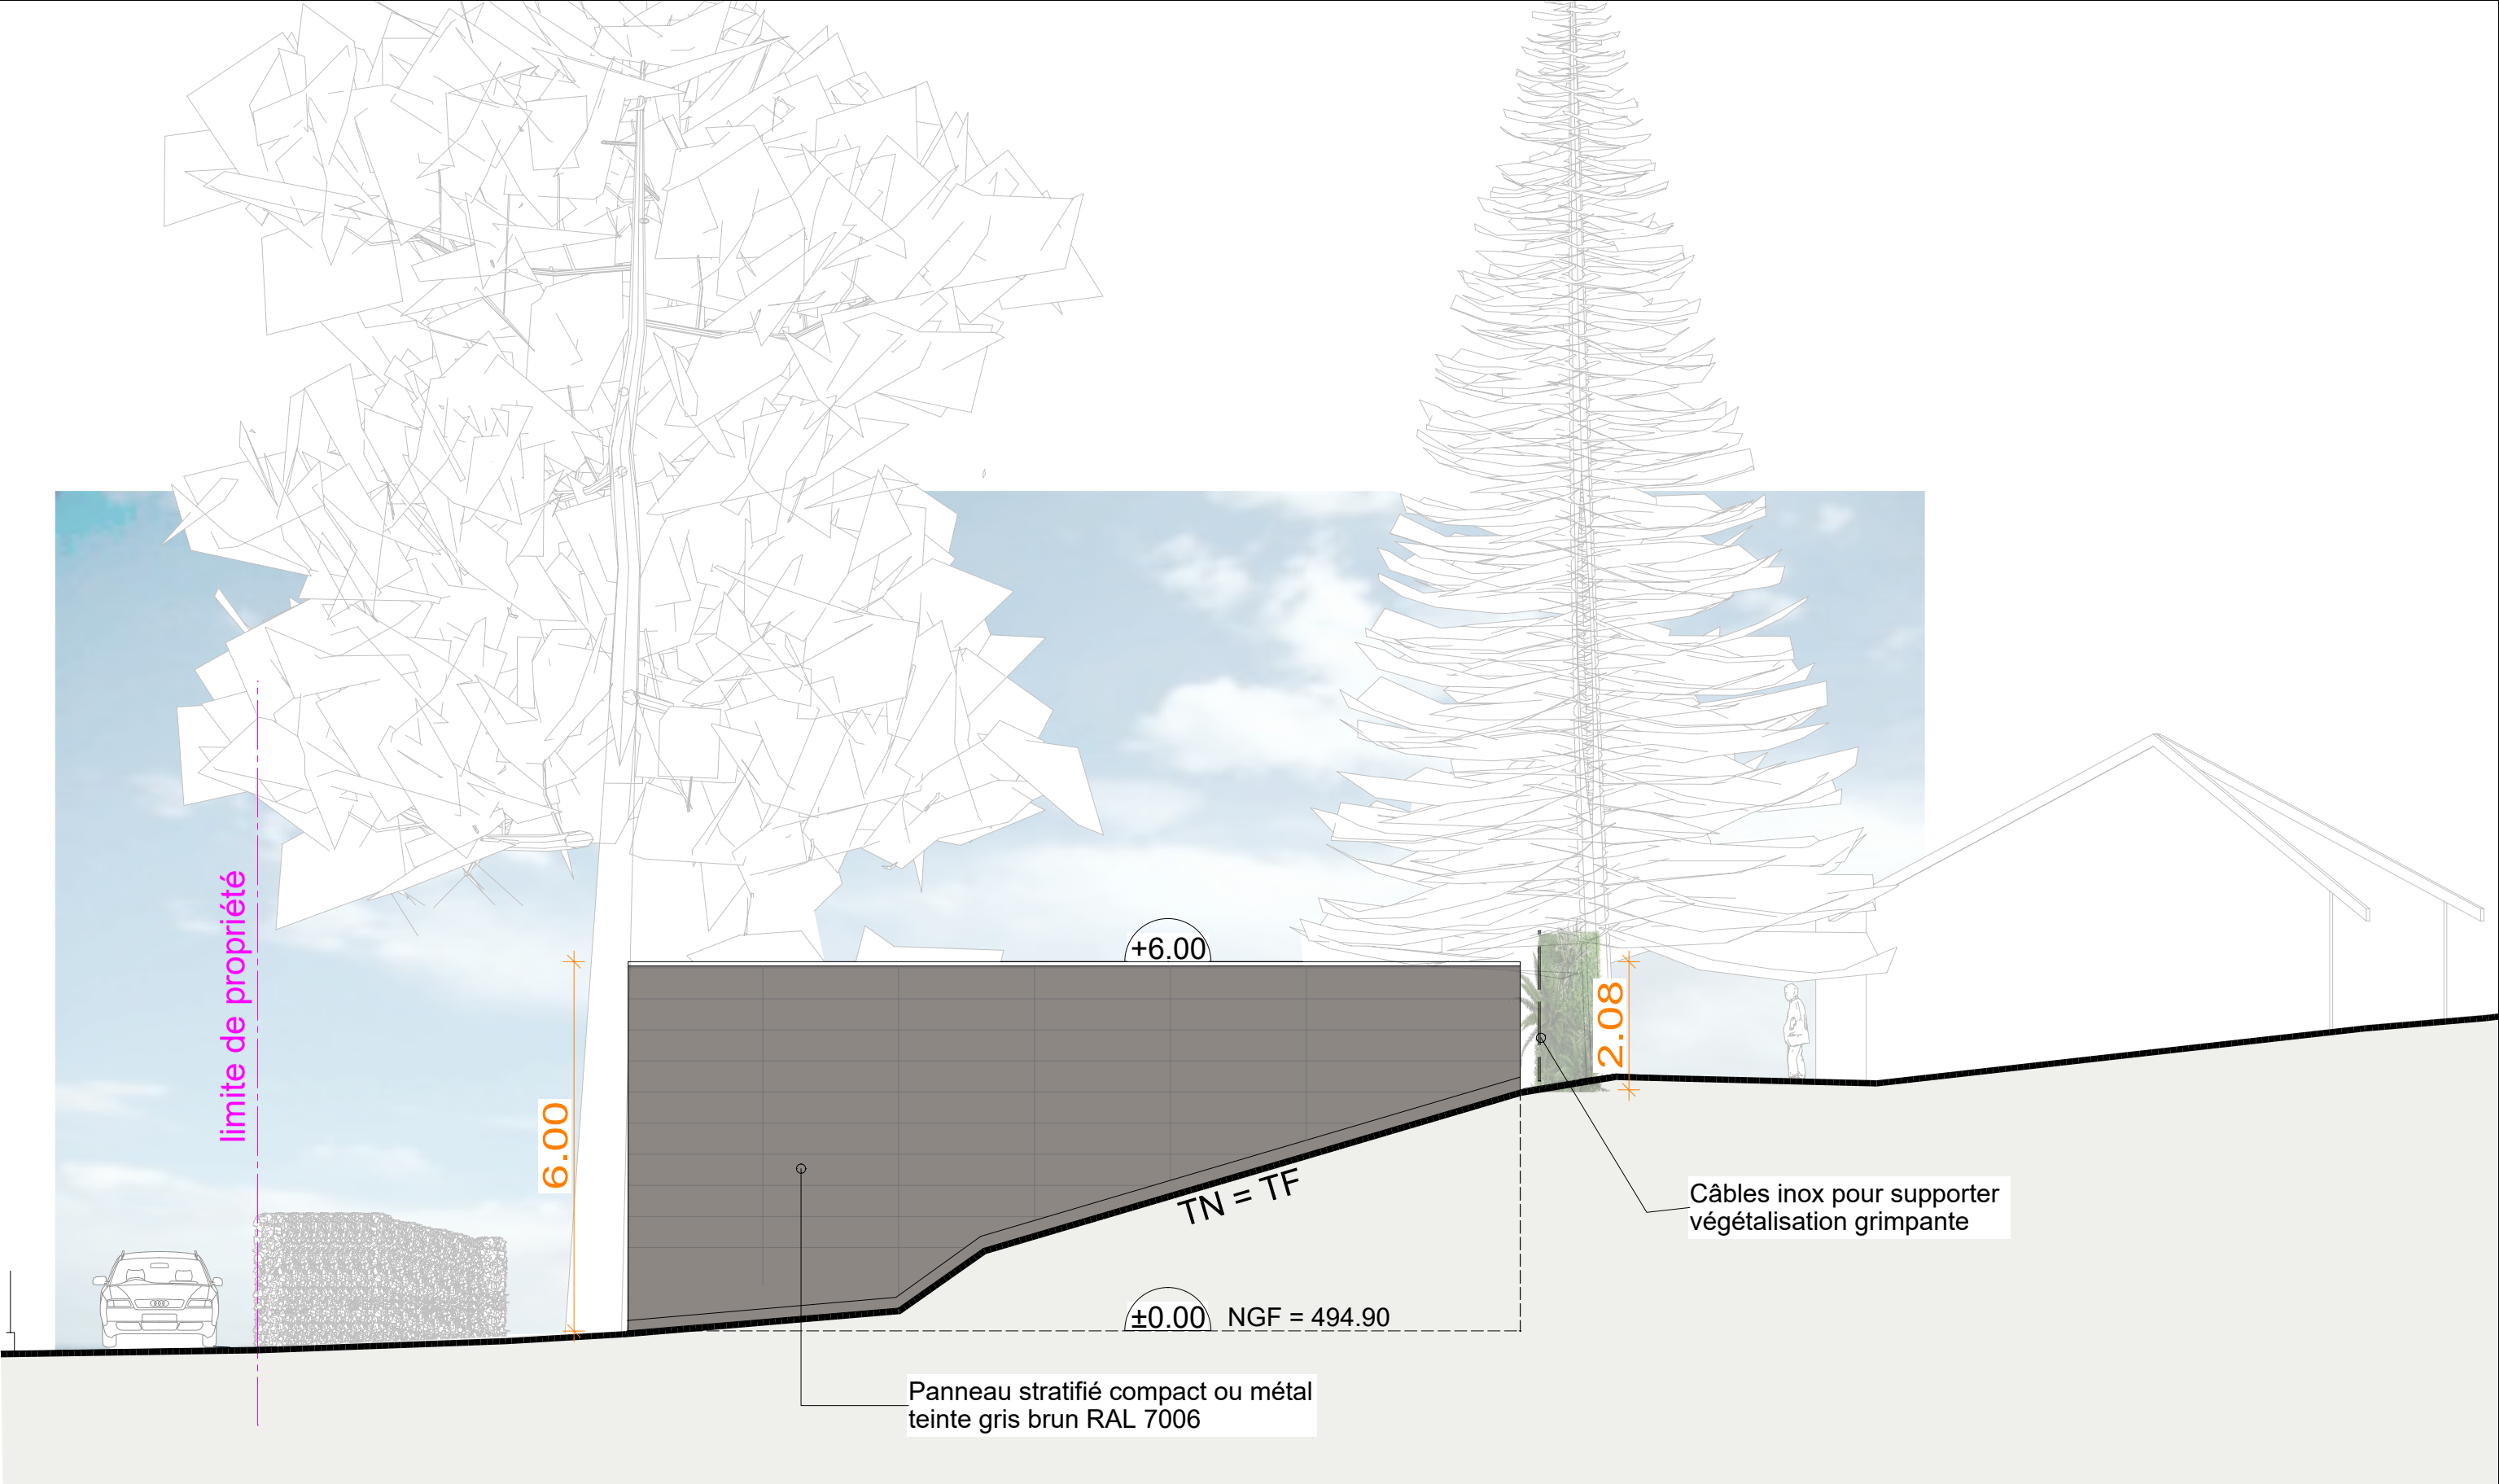 limite de propriété
+6.00
6.00
2.08
TN = TF
Câbles inox pour supporter
végétalisation grimpante
±0.00 NGF = 494.90
Panneau stratifié compact ou métal
teinte gris brun RAL 7006